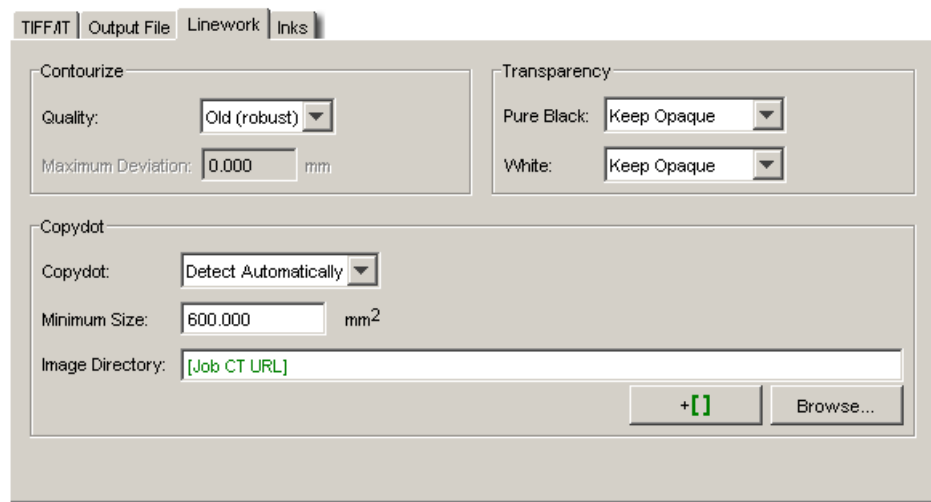 TIFF/IT Output File Linework Inks
Contourize
Quality: Old (robust)
Maximum Deviation: 0.000 mm
Transparency
Pure Black: Keep Opaque
White: Keep Opaque
Copydot
Copydot: Detect Automatically
Minimum Size: 600.000 mm2
Image Directory: [Job CT URL]
+[] Browse...